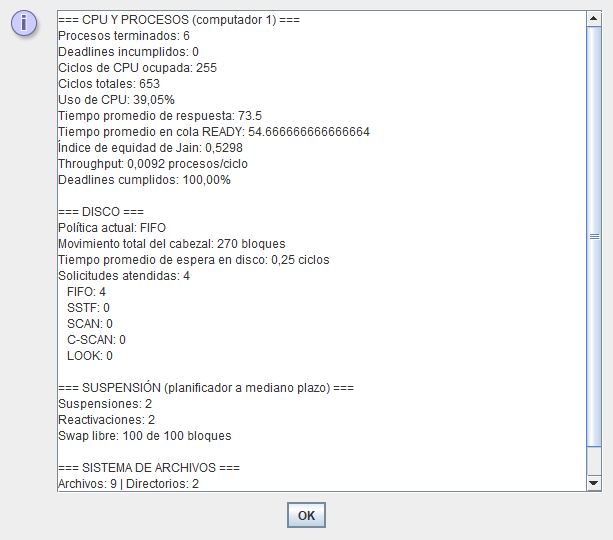 === CPU Y PROCESOS (computador 1) ===
Procesos terminados: 6
Deadlines incumplidos: 0
Ciclos de CPU ocupada: 255
Ciclos totales: 653
Uso de CPU: 39,05%
Tiempo promedio de respuesta: 73.5
Tiempo promedio en cola READY: 54.666666666666664
Índice de equidad de Jain: 0,5298
Throughput: 0,0092 procesos/ciclo
Deadlines cumplidos: 100,00%
=== DISCO ===
Política actual: FIFO
Movimiento total del cabezal: 270 bloques
Tiempo promedio de espera en disco: 0,25 ciclos
Solicitudes atendidas: 4
FIFO: 4
SSTF: 0
SCAN: 0
C-SCAN: 0
LOOK: 0
=== SUSPENSIÓN (planificador a mediano plazo) ===
Suspensiones: 2
Reactivaciones: 2
Swap libre: 100 de 100 bloques
=== SISTEMA DE ARCHIVOS ===
Archivos: 9 | Directorios: 2
OK